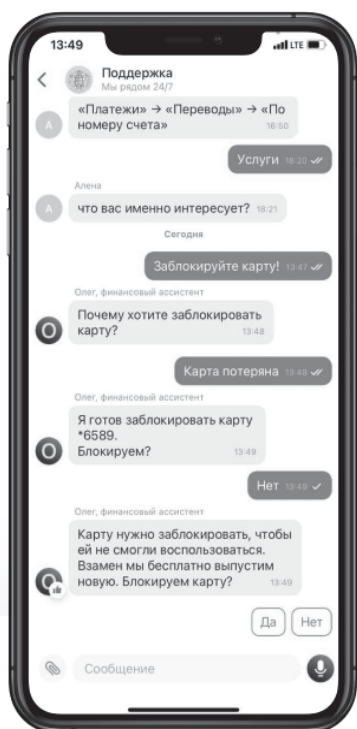 13:49
LTE
Поддержка
Мы рядом 24/7
«Платежи» → «Переводы» → «По
номеру счета»
16:50
А
Услуги 18:20
Алена
А
что вас именно интересует? 18:21
Сегодня
Заблокируйте карту! 13:47
Олег, финансовый ассистент
Почему хотите заблокировать
карту?
13:48
О
Карта потеряна 13:48
Олег, финансовый ассистент
Я готов заблокировать карту
*6589.
Блокируем?
13:49
О
Нет 13:49
Олег, финансовый ассистент
Карту нужно заблокировать, чтобы
ей не смогли воспользоваться.
Взамен мы бесплатно выпустим
новую. Блокируем карту?
13:49
О
Да Нет
Сообщение